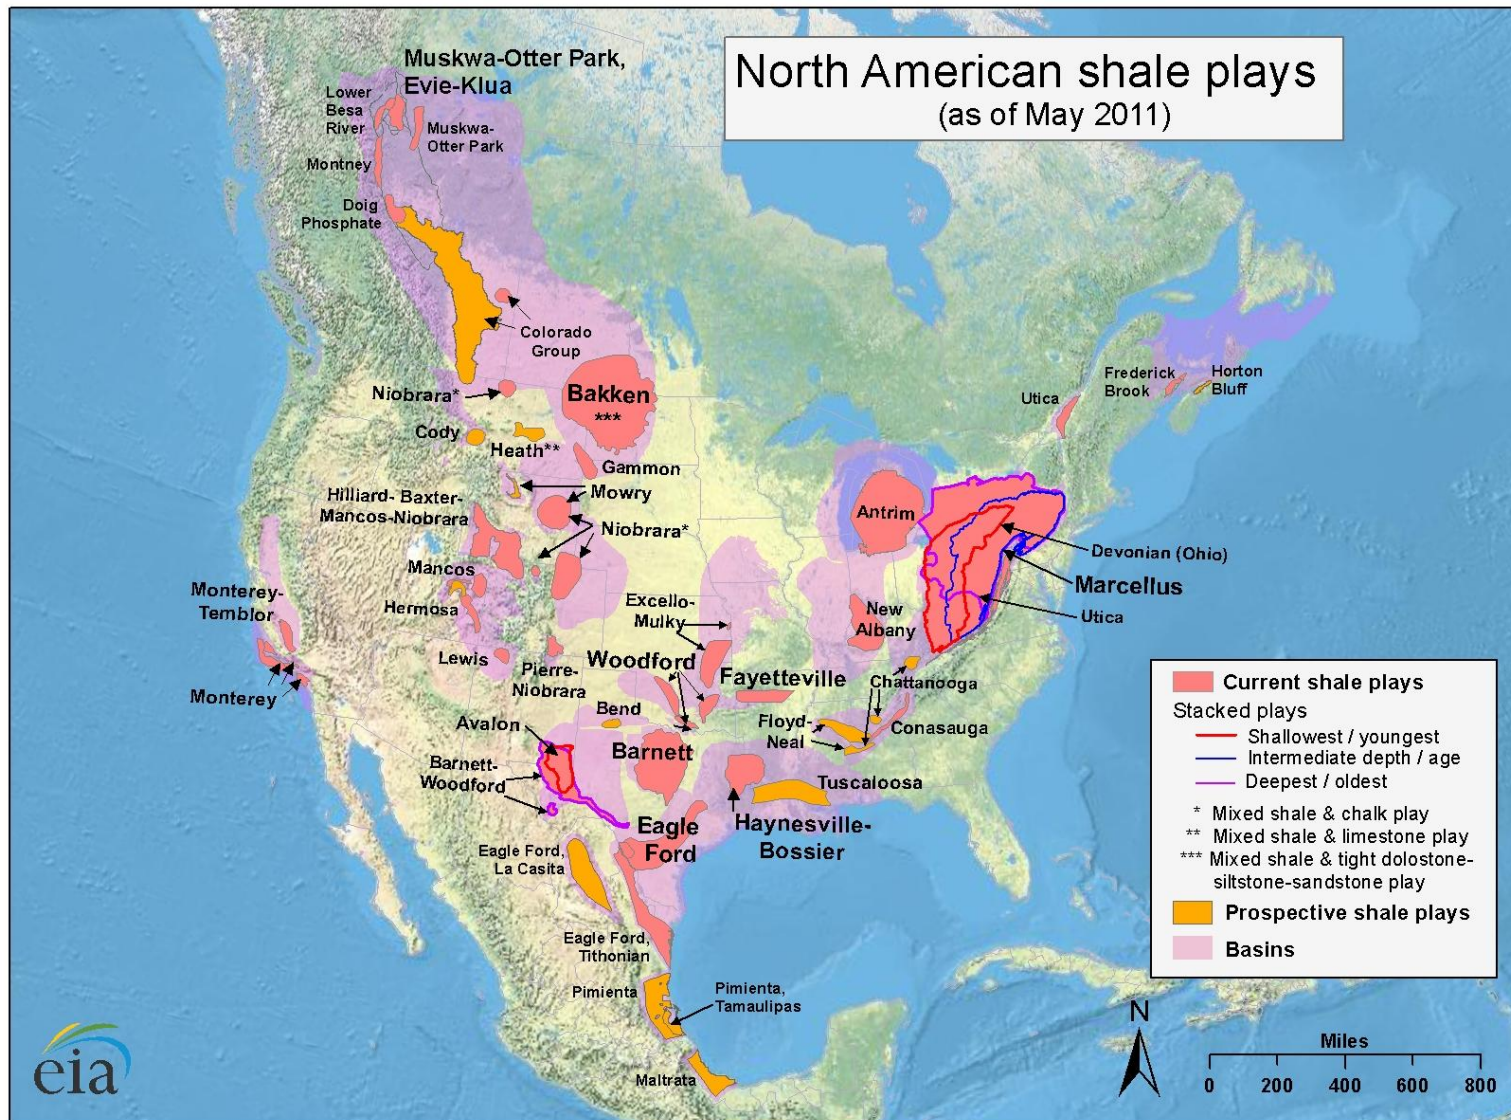 North American shale plays
(as of May 2011)
Muskwa-Otter Park,
Evie-Klua
Lower
Besa
River
Muskwa-
Otter Park
Montney
Doig
Phosphate
Colorado
Group
Niobrara*
Bakken
***
Cody
Heath**
Gammon
Mowry
Hilliard- Baxter-
Mancos-Niobrara
Niobrara*
Mancos
Hermosa
Monterey-
Temblor
Monterey
Lewis
Pierre-
Niobrara
Excello-
Mulky
Woodford
Fayetteville
Bend
Avalon
Barnett-
Woodford
Barnett
Eagle
Ford
Haynesville-
Bossier
Tuscaloosa
Floyd-
Neal
Conasauga
Chattanooga
New
Albany
Antrim
Devonian (Ohio)
Marcellus
Utica
Utica
Frederick
Brook
Horton
Bluff
Eagle Ford,
La Casita
Eagle Ford,
Tithonian
Pimienta
Pimienta,
Tamaulipas
Maltrata
Current shale plays
Stacked plays
Shallowest / youngest
Intermediate depth / age
Deepest / oldest
* Mixed shale & chalk play
** Mixed shale & limestone play
*** Mixed shale & tight dolostone-
siltstone-sandstone play
Prospective shale plays
Basins
N
Miles
0 200 400 600 800
eia